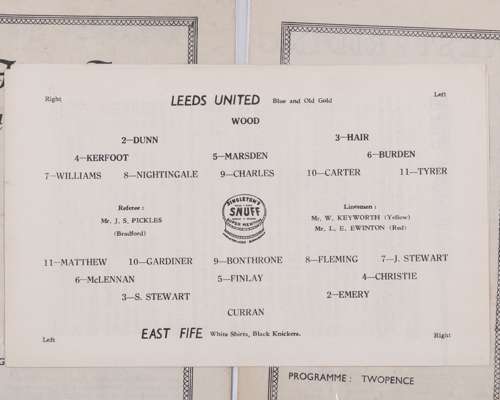 Right
Left
LEEDS UNITED Blue and Old Gold
WOOD
2—DUNN 3—HAIR
4—KERFOOT 5—MARSDEN 6—BURDEN
7—WILLIAMS 8—NIGHTINGALE 9—CHARLES 10—CARTER 11—TYRER
Referee :
Mr. J. S. PICKLES
(Bradford)
SINGLETON'S
SNUFF
Linesmen :
Mr. W. KEYWORTH (Yellow)
Mr. L. E. EWINTON (Red)
11—MATTHEW 10—GARDINER 9—BONTHRONE 8—FLEMING 7—J. STEWART
6—McLENNAN 5—FINLAY 4—CHRISTIE
3—S. STEWART 2—EMERY
CURRAN
EAST FIFE White Shirts, Black Knickers.
Left
Right
PROGRAMME : TWOPENCE